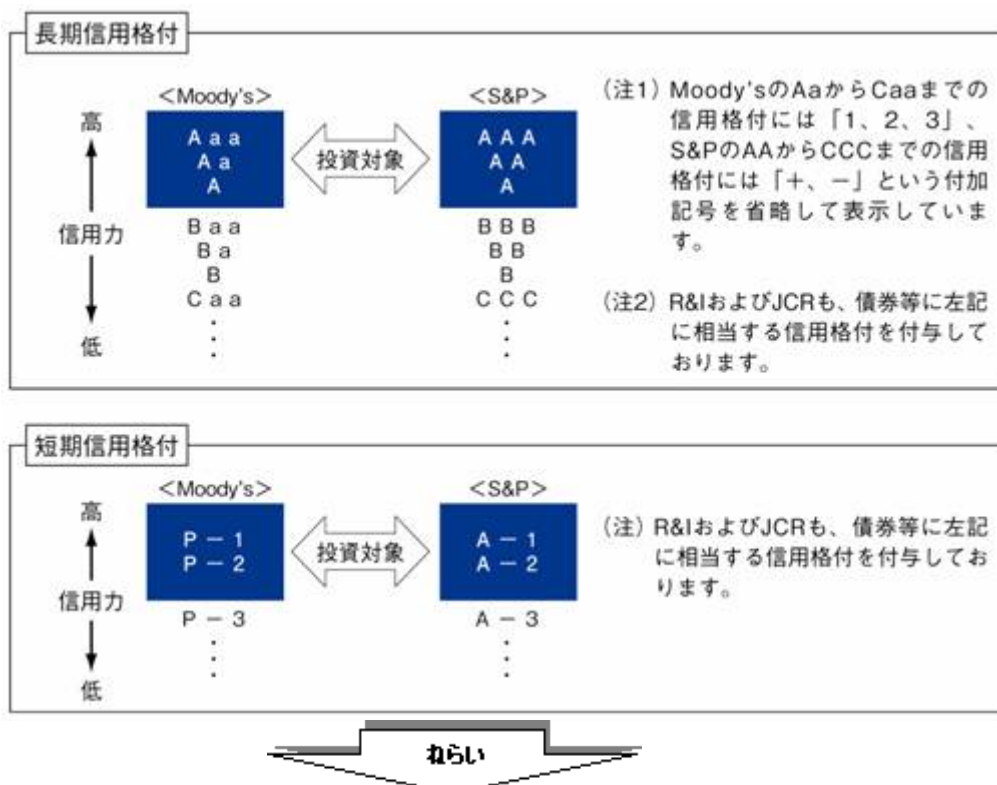 長期信用格付
＜Moody's＞
＜S&P＞
高
信用力
低
Aaa
Aa
A
Baa
Ba
B
Caa
・
・
・
投資対象
AAA
AA
A
BBB
BB
B
CCC
・
・
・
（注1）Moody'sのAaからCaaまでの
信用格付には「1、2、3」、
S&PのAAからCCCまでの信用
格付には「＋、－」という付加
記号を省略して表示していま
す。
（注2）R&IおよびJCRも、債券等に左記
に相当する信用格付を付与して
おります。
短期信用格付
＜Moody's＞
＜S&P＞
高
信用力
低
P－1
P－2
P－3
・
・
・
投資対象
A－1
A－2
A－3
・
・
・
（注）R&IおよびJCRも、債券等に左記
に相当する信用格付を付与してお
ります。
ねらい